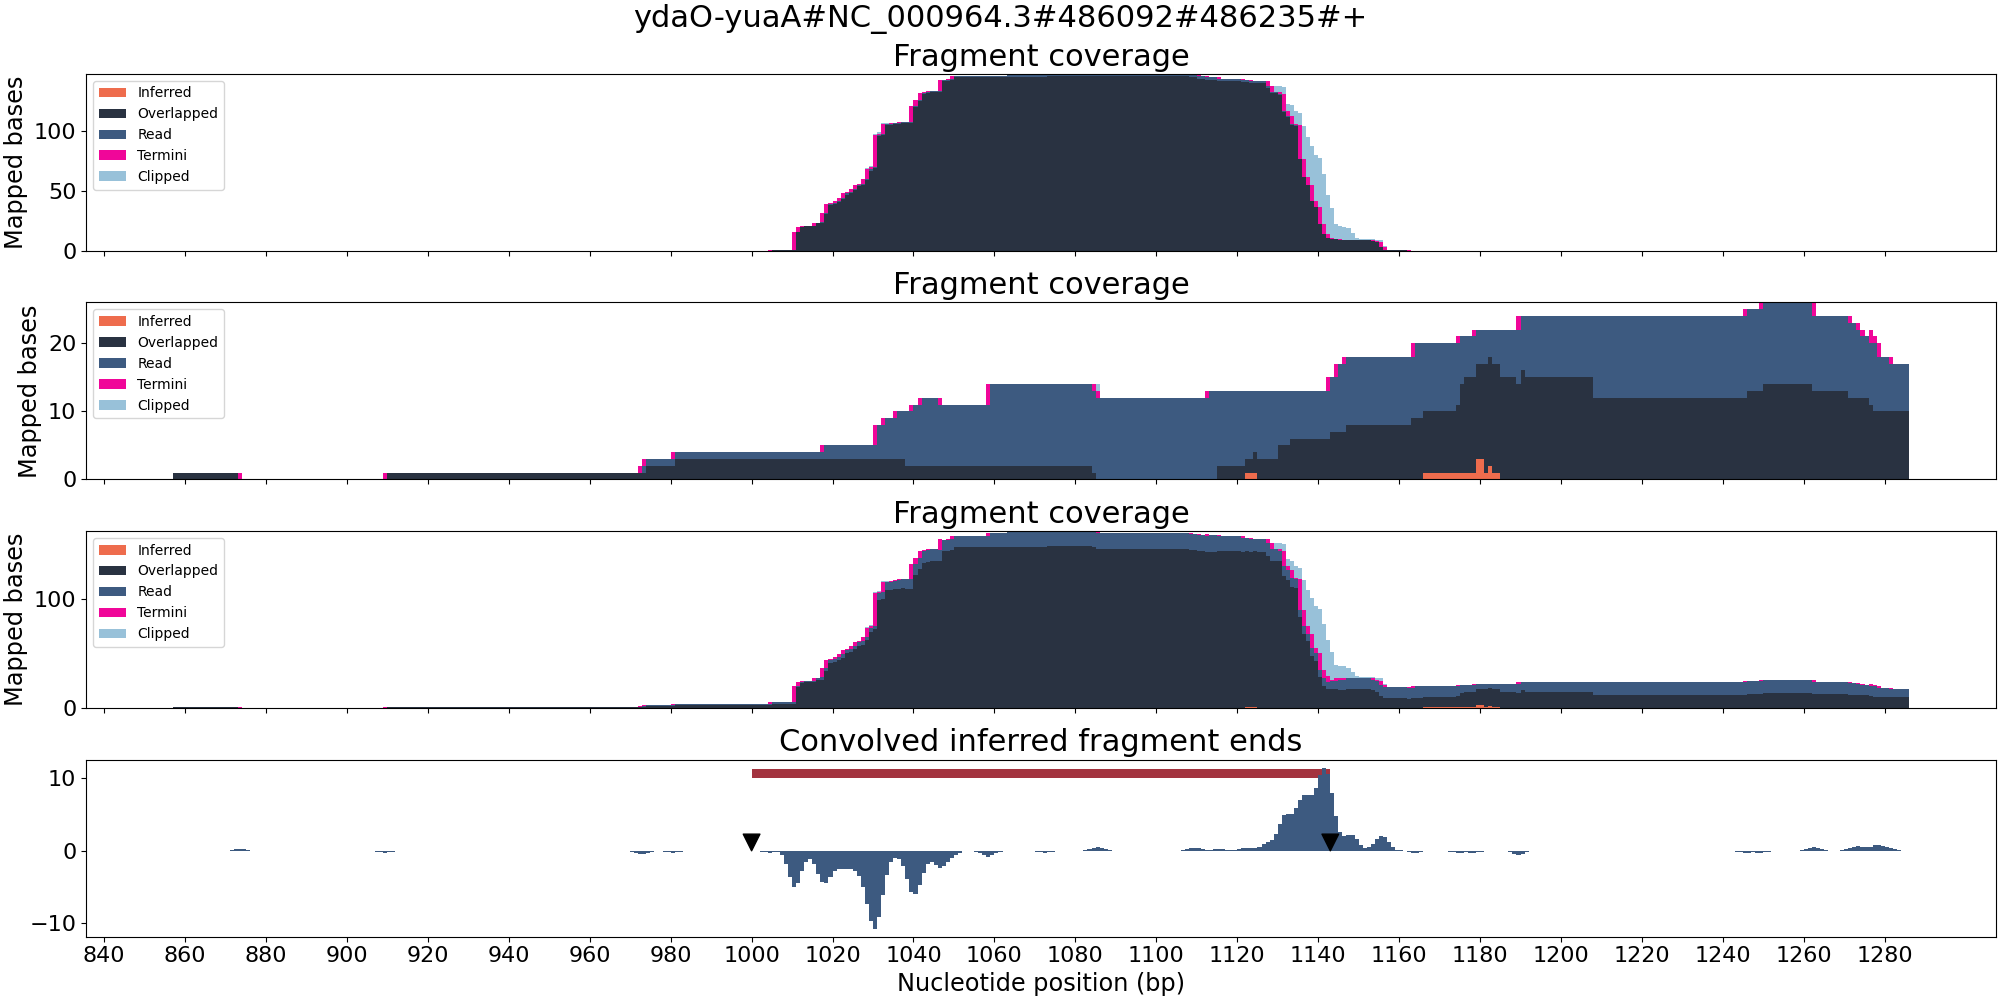 ydaO-yuaA#NC_000964.3#486092#486235#+
Fragment coverage
Mapped bases
100
50
0
Inferred
Overlapped
Read
Termini
Clipped
Fragment coverage
Mapped bases
20
10
0
Inferred
Overlapped
Read
Termini
Clipped
Fragment coverage
Mapped bases
100
0
Inferred
Overlapped
Read
Termini
Clipped
Convolved inferred fragment ends
10
0
−10
840 860 880 900 920 940 960 980 1000 1020 1040 1060 1080 1100 1120 1140 1160 1180 1200 1220 1240 1260 1280
Nucleotide position (bp)